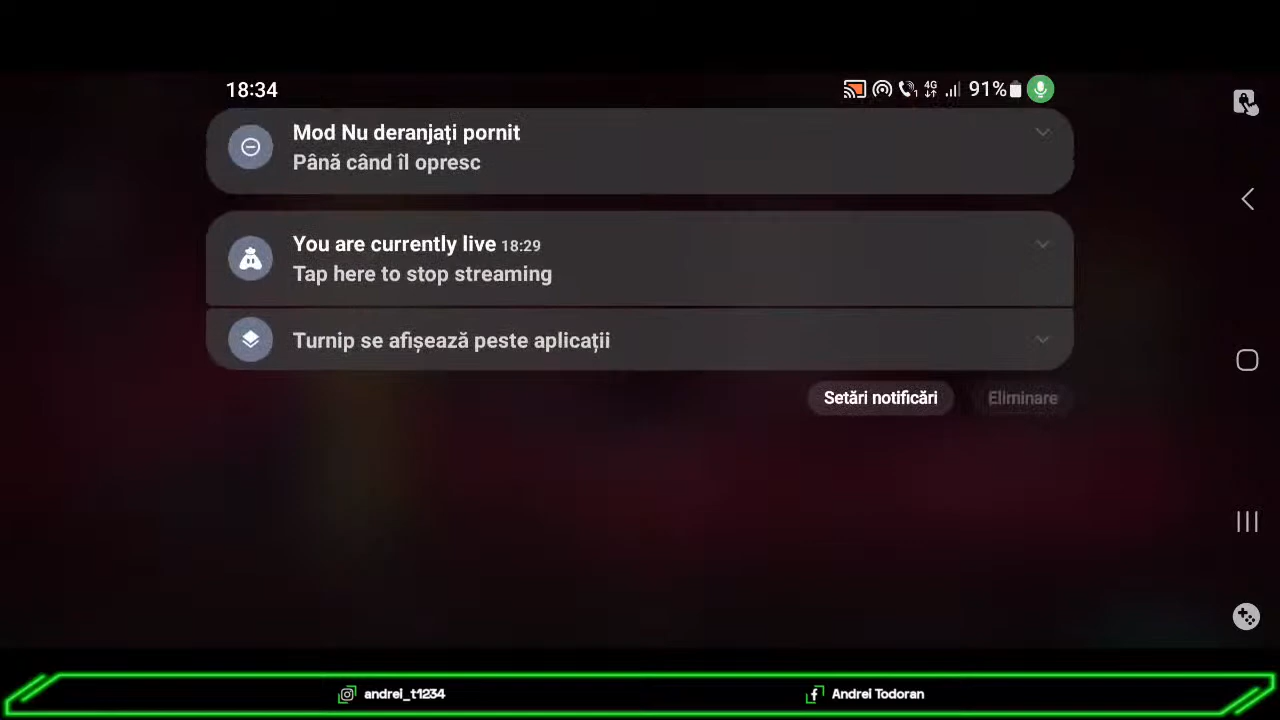 18:34
4G
91%
Mod Nu deranjați pornit
Până când îl opresc
You are currently live 18:29
Tap here to stop streaming
Turnip se afișează peste aplicații
Setări notificări
Eliminare
andrei_t1234
Andrei Todoran